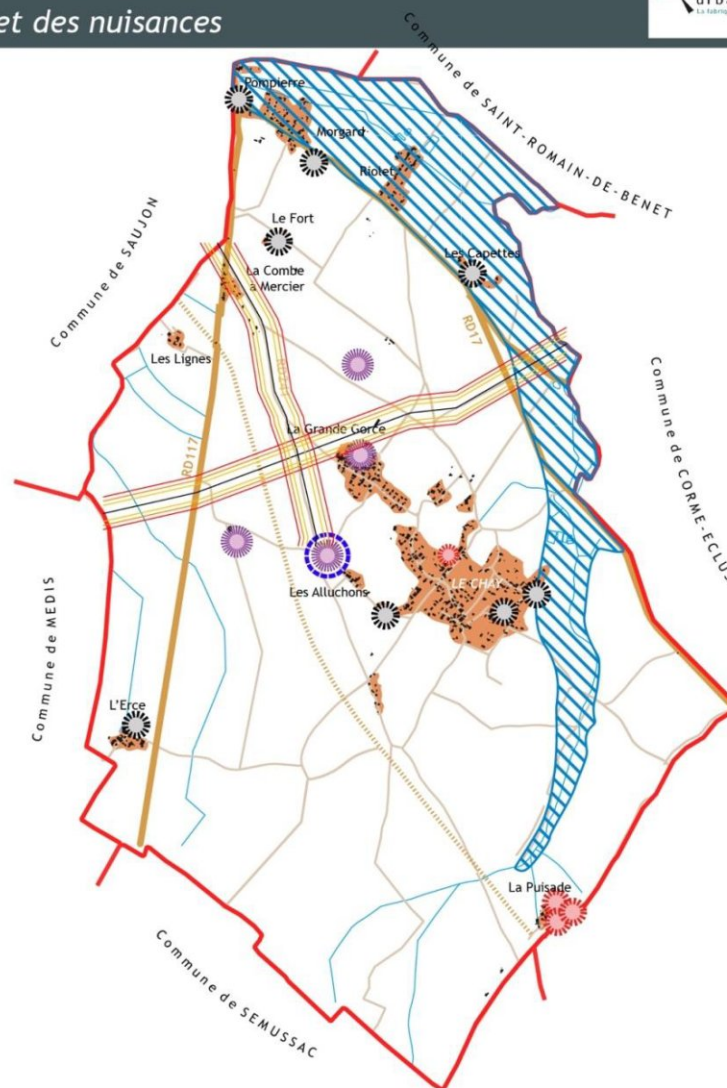 et des nuisances
La fabriq
Commune de SAINT-ROMAIN-DE-BENET
Pompierre
Morgard
Riolet
Commune de SAUJON
Le Fort
Les Capettes
La Combe
à Mercier
RD17
Les Lignes
Commune de CORME-ECLUS
La Grande Gorce
RD117
LE CHAY
Les Alluchons
Commune de MEDIS
L'Erce
La Puisade
Commune de SEMUSSAC